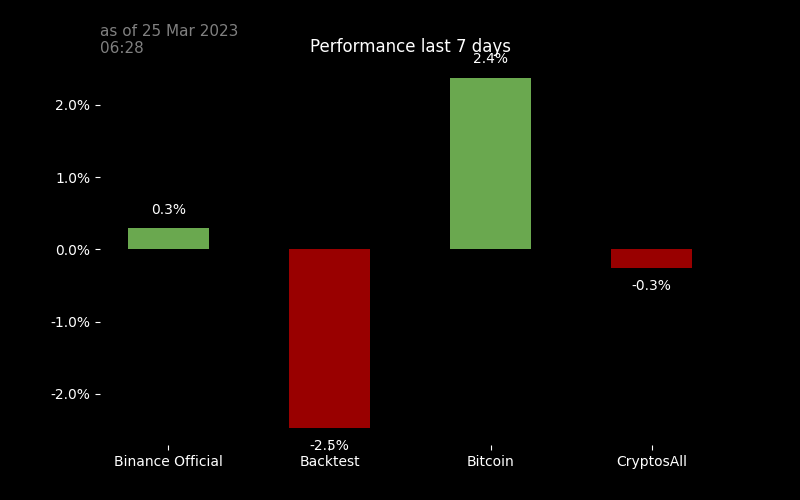 as of 25 Mar 2023
06:28
Performance last 7 days
2.4%
2.0%
1.0%
0.3%
0.0%
-0.3%
-1.0%
-2.0%
-2.5%
Binance Official
Backtest
Bitcoin
CryptosAll